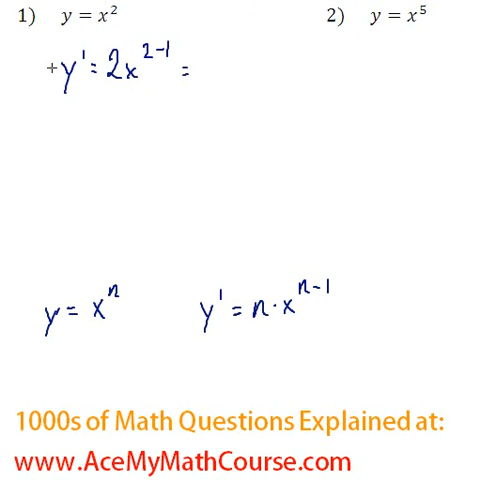 1) y = x² 2) y = x⁵
y' = 2x²⁻¹ =
y = xⁿ y' = n · xⁿ⁻¹
1000s of Math Questions Explained at:
www.AceMyMathCourse.com